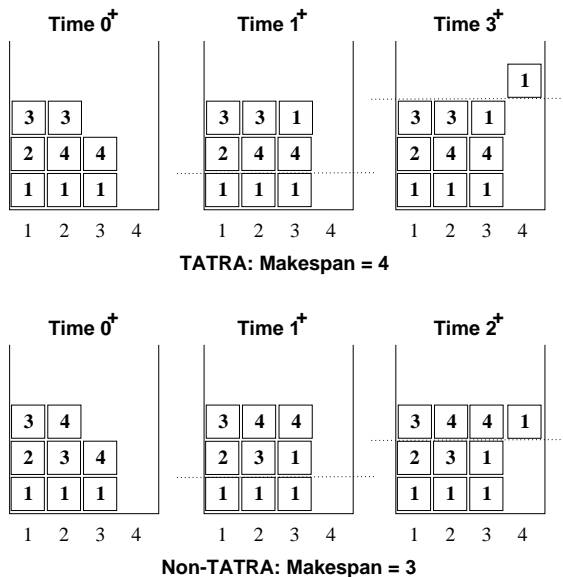 Time 0+ Time 1+ Time 3+
1
3 3 3 3 1 3 3 1
2 4 4 2 4 4 2 4 4
1 1 1 1 1 1 1 1 1
1 2 3 4 1 2 3 4 1 2 3 4
TATRA: Makespan = 4
Time 0+ Time 1+ Time 2+
3 4 3 4 4 3 4 4 1
2 3 4 2 3 1 2 3 1
1 1 1 1 1 1 1 1 1
1 2 3 4 1 2 3 4 1 2 3 4
Non-TATRA: Makespan = 3